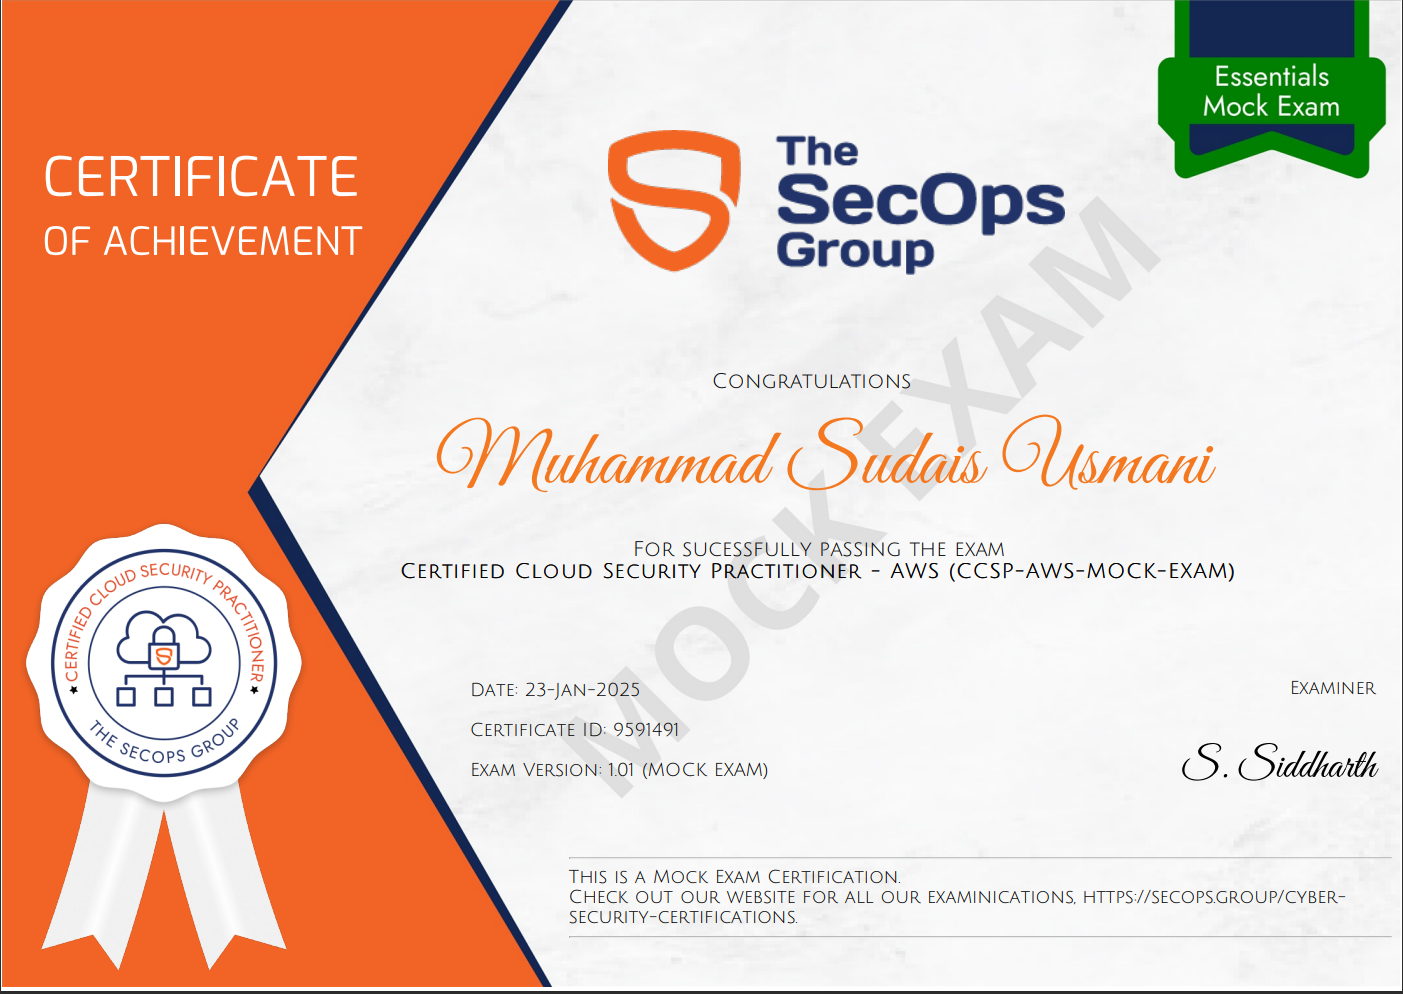 CERTIFICATE
OF ACHIEVEMENT
Essentials
Mock Exam
The
SecOps
Group
CONGRATULATIONS
Muhammad Sudais Usmani
FOR SUCESSFULLY PASSING THE EXAM
CERTIFIED CLOUD SECURITY PRACTITIONER - AWS (CCSP-AWS-MOCK-EXAM)
MOCK EXAM
CERTIFIED CLOUD SECURITY PRACTITIONER
THE SECOPS GROUP
DATE: 23-JAN-2025
CERTIFICATE ID: 9591491
EXAM VERSION: 1.01 (MOCK EXAM)
EXAMINER
S. Siddharth
THIS IS A MOCK EXAM CERTIFICATION.
CHECK OUT OUR WEBSITE FOR ALL OUR EXAMINICATIONS, HTTPS://SECOPS.GROUP/CYBER-
SECURITY-CERTIFICATIONS.